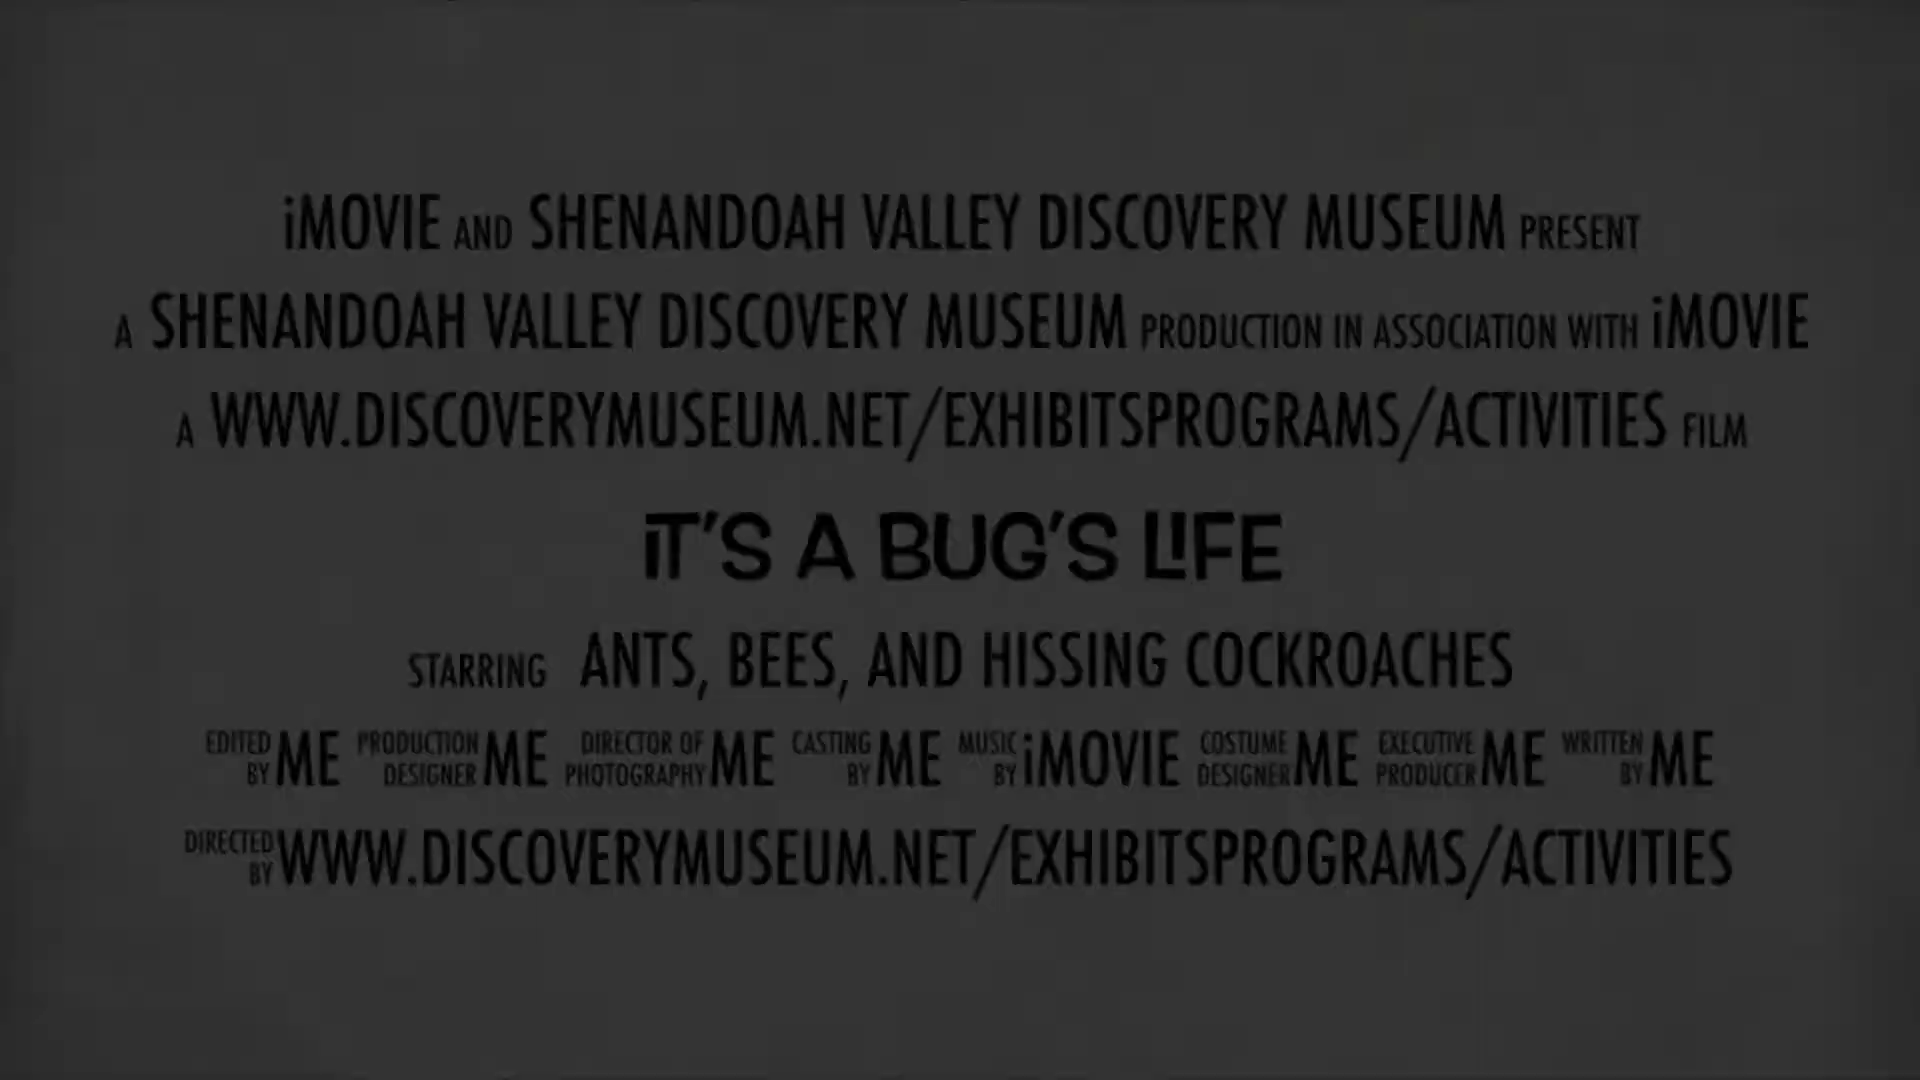 iMOVIE AND SHENANDOAH VALLEY DISCOVERY MUSEUM PRESENT
A SHENANDOAH VALLEY DISCOVERY MUSEUM PRODUCTION IN ASSOCIATION WITH iMOVIE
A WWW.DISCOVERYMUSEUM.NET/EXHIBITSPROGRAMS/ACTIVITIES FILM
iT'S A BUG'S LIFE
STARRING ANTS, BEES, AND HISSING COCKROACHES
EDITED BY ME PRODUCTION DESIGNER ME DIRECTOR OF PHOTOGRAPHY ME CASTING BY ME MUSIC BY iMOVIE COSTUME DESIGNER ME EXECUTIVE PRODUCER ME WRITTEN BY ME
DIRECTED BY WWW.DISCOVERYMUSEUM.NET/EXHIBITSPROGRAMS/ACTIVITIES